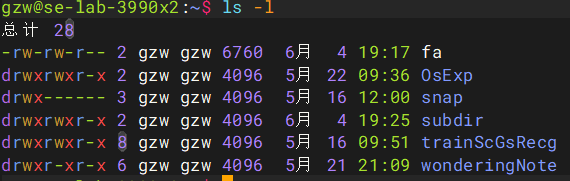 gzw@se-lab-3990x2:~$ ls -l
总计 28
-rw-rw-r-- 2 gzw gzw 6760  6月   4 19:17 fa
drwxrwxr-x 2 gzw gzw 4096  5月  22 09:36 OsExp
drwx------ 3 gzw gzw 4096  5月  16 12:00 snap
drwxrwxr-x 2 gzw gzw 4096  6月   4 19:25 subdir
drwxrwxr-x 8 gzw gzw 4096  5月  16 09:51 trainScGsRecg
drwxr-xr-x 6 gzw gzw 4096  5月  21 21:09 wonderingNote